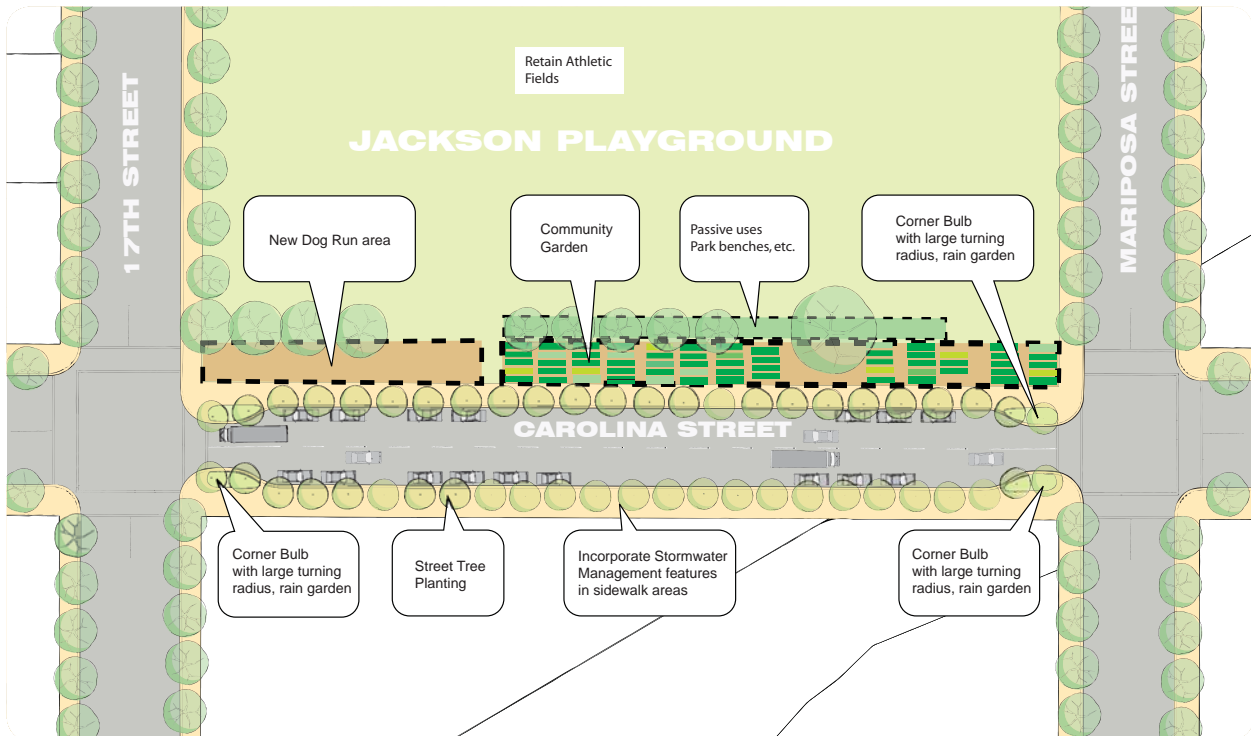 Retain Athletic
Fields
JACKSON PLAYGROUND
17TH STREET
MARIPOSA STREET
New Dog Run area
Community
Garden
Passive uses
Park benches, etc.
Corner Bulb
with large turning
radius, rain garden
CAROLINA STREET
Corner Bulb
with large turning
radius, rain garden
Street Tree
Planting
Incorporate Stormwater
Management features
in sidewalk areas
Corner Bulb
with large turning
radius, rain garden